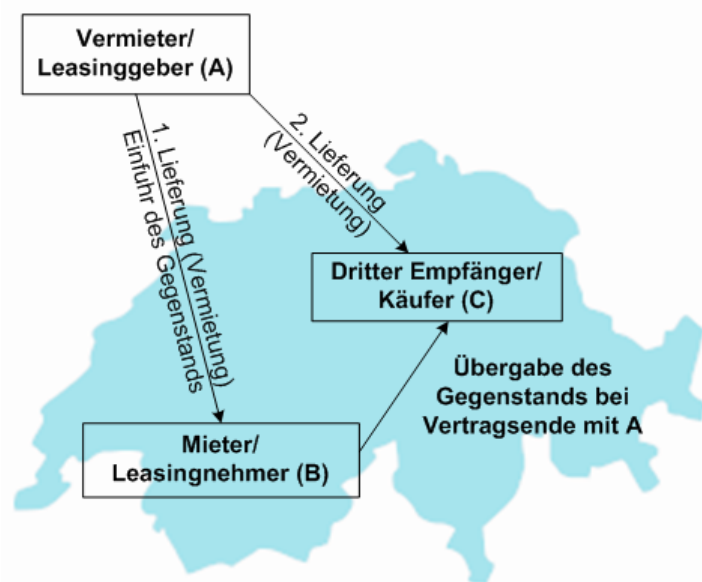 Vermieter/
Leasinggeber (A)
1. Lieferung (Vermietung)
Einfuhr des Gegenstands
2. Lieferung
(Vermietung)
Dritter Empfänger/
Käufer (C)
Übergabe des
Gegenstands bei
Vertragsende mit A
Mieter/
Leasingnehmer (B)